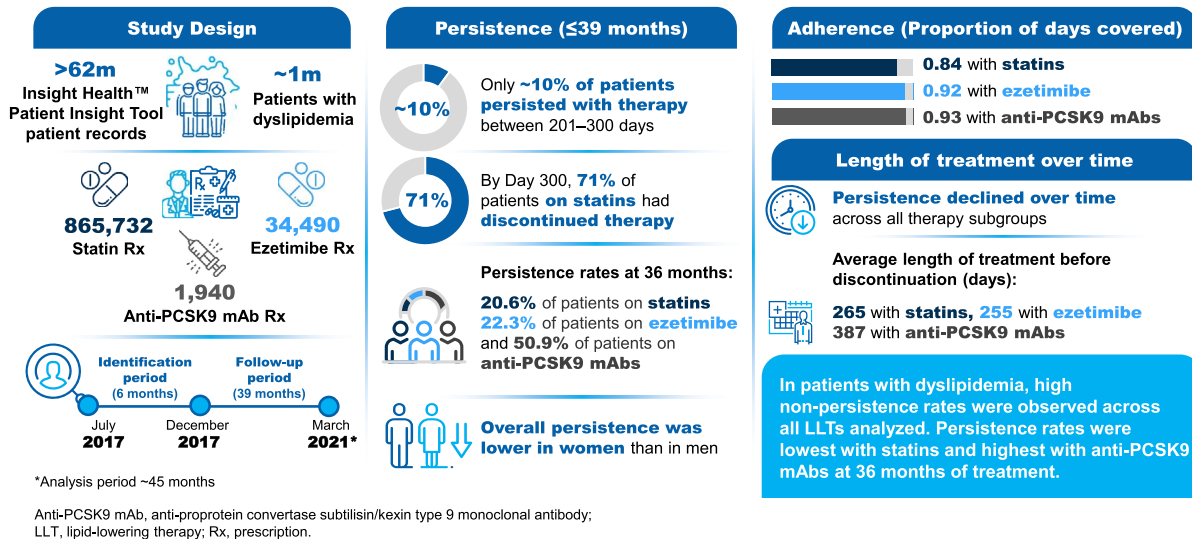 Study Design
>62m
Insight Health™
Patient Insight Tool
patient records
~1m
Patients with
dyslipidemia
Rx
865,732
Statin Rx
34,490
Ezetimibe Rx
1,940
Anti-PCSK9 mAb Rx
Identification
period
(6 months)
Follow-up
period
(39 months)
July
2017
December
2017
March
2021*
*Analysis period ~45 months
Anti-PCSK9 mAb, anti-proprotein convertase subtilisin/kexin type 9 monoclonal antibody;
LLT, lipid-lowering therapy; Rx, prescription.
Persistence (≤39 months)
~10%
Only ~10% of patients
persisted with therapy
between 201–300 days
71%
By Day 300, 71% of
patients on statins had
discontinued therapy
Persistence rates at 36 months:
20.6% of patients on statins
22.3% of patients on ezetimibe
and 50.9% of patients on
anti-PCSK9 mAbs
Overall persistence was
lower in women than in men
Adherence (Proportion of days covered)
0.84 with statins
0.92 with ezetimibe
0.93 with anti-PCSK9 mAbs
Length of treatment over time
Persistence declined over time
across all therapy subgroups
Average length of treatment before
discontinuation (days):
265 with statins, 255 with ezetimibe
387 with anti-PCSK9 mAbs
In patients with dyslipidemia, high
non-persistence rates were observed across
all LLTs analyzed. Persistence rates were
lowest with statins and highest with anti-PCSK9
mAbs at 36 months of treatment.